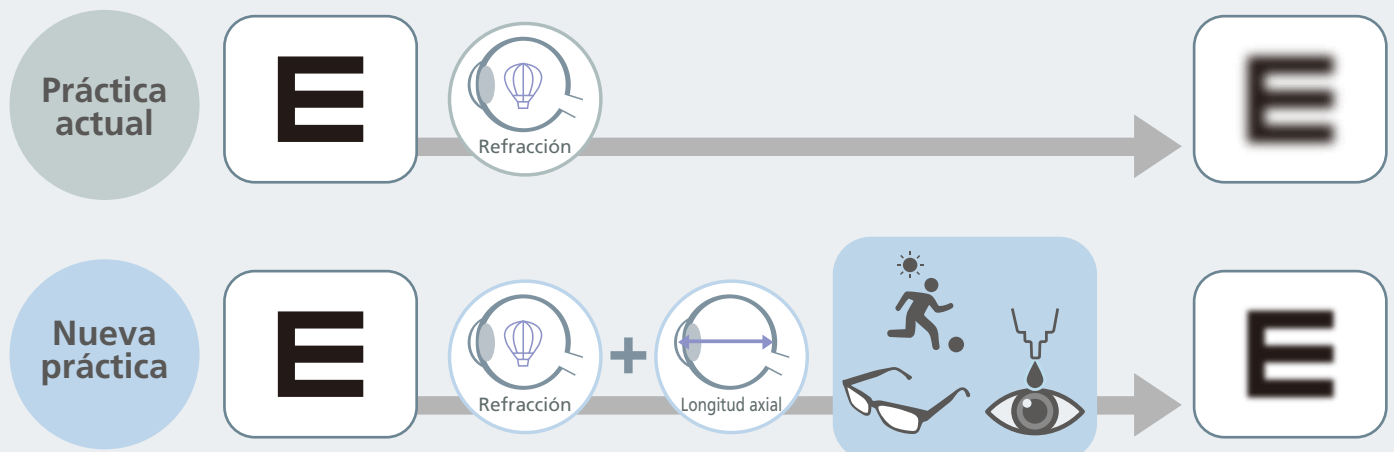 Práctica
actual
E
Refracción
E
Nueva
práctica
E
Refracción
+
Longitud axial
E